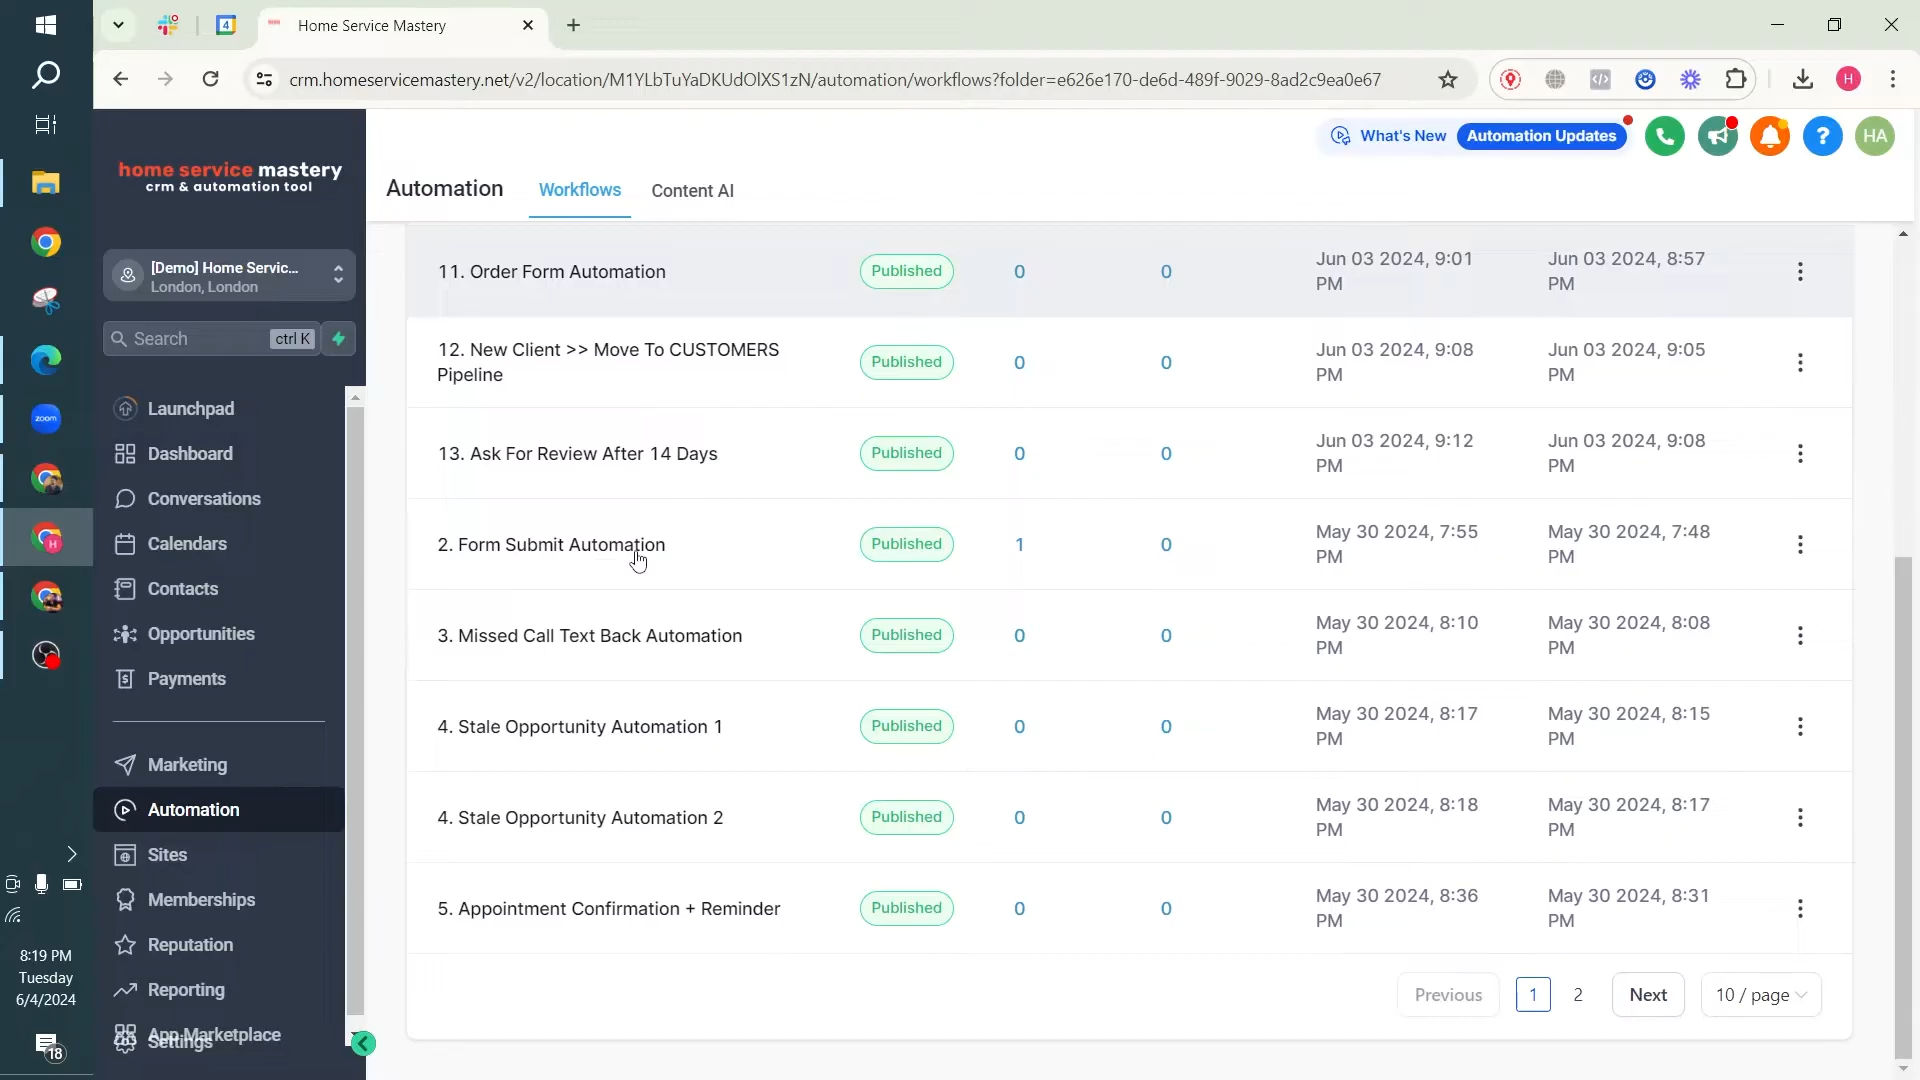 Home Service Mastery
crm.homeservicemastery.net/v2/location/M1YLbTuYaDKUdOlXS1zN/automation/workflows?folder=e626e170-de6d-489f-9029-8ad2c9ea0e67
H
4
What's New
Automation Updates
?
HA
home service mastery
crm & automation tool
Automation
Workflows
Content AI
[Demo] Home Servic...
London, London
Search
ctrl K
Launchpad
Dashboard
Conversations
Calendars
Contacts
Opportunities
Payments
Marketing
Automation
Sites
Memberships
Reputation
Reporting
App Marketplace
Settings
11. Order Form Automation
Published
0
0
Jun 03 2024, 9:01
PM
Jun 03 2024, 8:57
PM
12. New Client >> Move To CUSTOMERS
Pipeline
Published
0
0
Jun 03 2024, 9:08
PM
Jun 03 2024, 9:05
PM
13. Ask For Review After 14 Days
Published
0
0
Jun 03 2024, 9:12
PM
Jun 03 2024, 9:08
PM
2. Form Submit Automation
Published
1
0
May 30 2024, 7:55
PM
May 30 2024, 7:48
PM
3. Missed Call Text Back Automation
Published
0
0
May 30 2024, 8:10
PM
May 30 2024, 8:08
PM
4. Stale Opportunity Automation 1
Published
0
0
May 30 2024, 8:17
PM
May 30 2024, 8:15
PM
4. Stale Opportunity Automation 2
Published
0
0
May 30 2024, 8:18
PM
May 30 2024, 8:17
PM
5. Appointment Confirmation + Reminder
Published
0
0
May 30 2024, 8:36
PM
May 30 2024, 8:31
PM
Previous
1
2
Next
10 / page
zoom
H
8:19 PM
Tuesday
6/4/2024
18